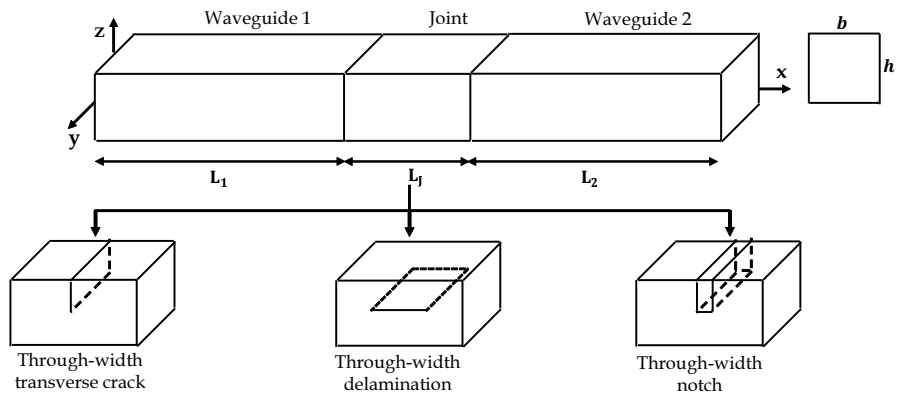 Waveguide 1
Joint
Waveguide 2
b
z
h
x
y
L1
LJ
L2
Through-width
transverse crack
Through-width
delamination
Through-width
notch